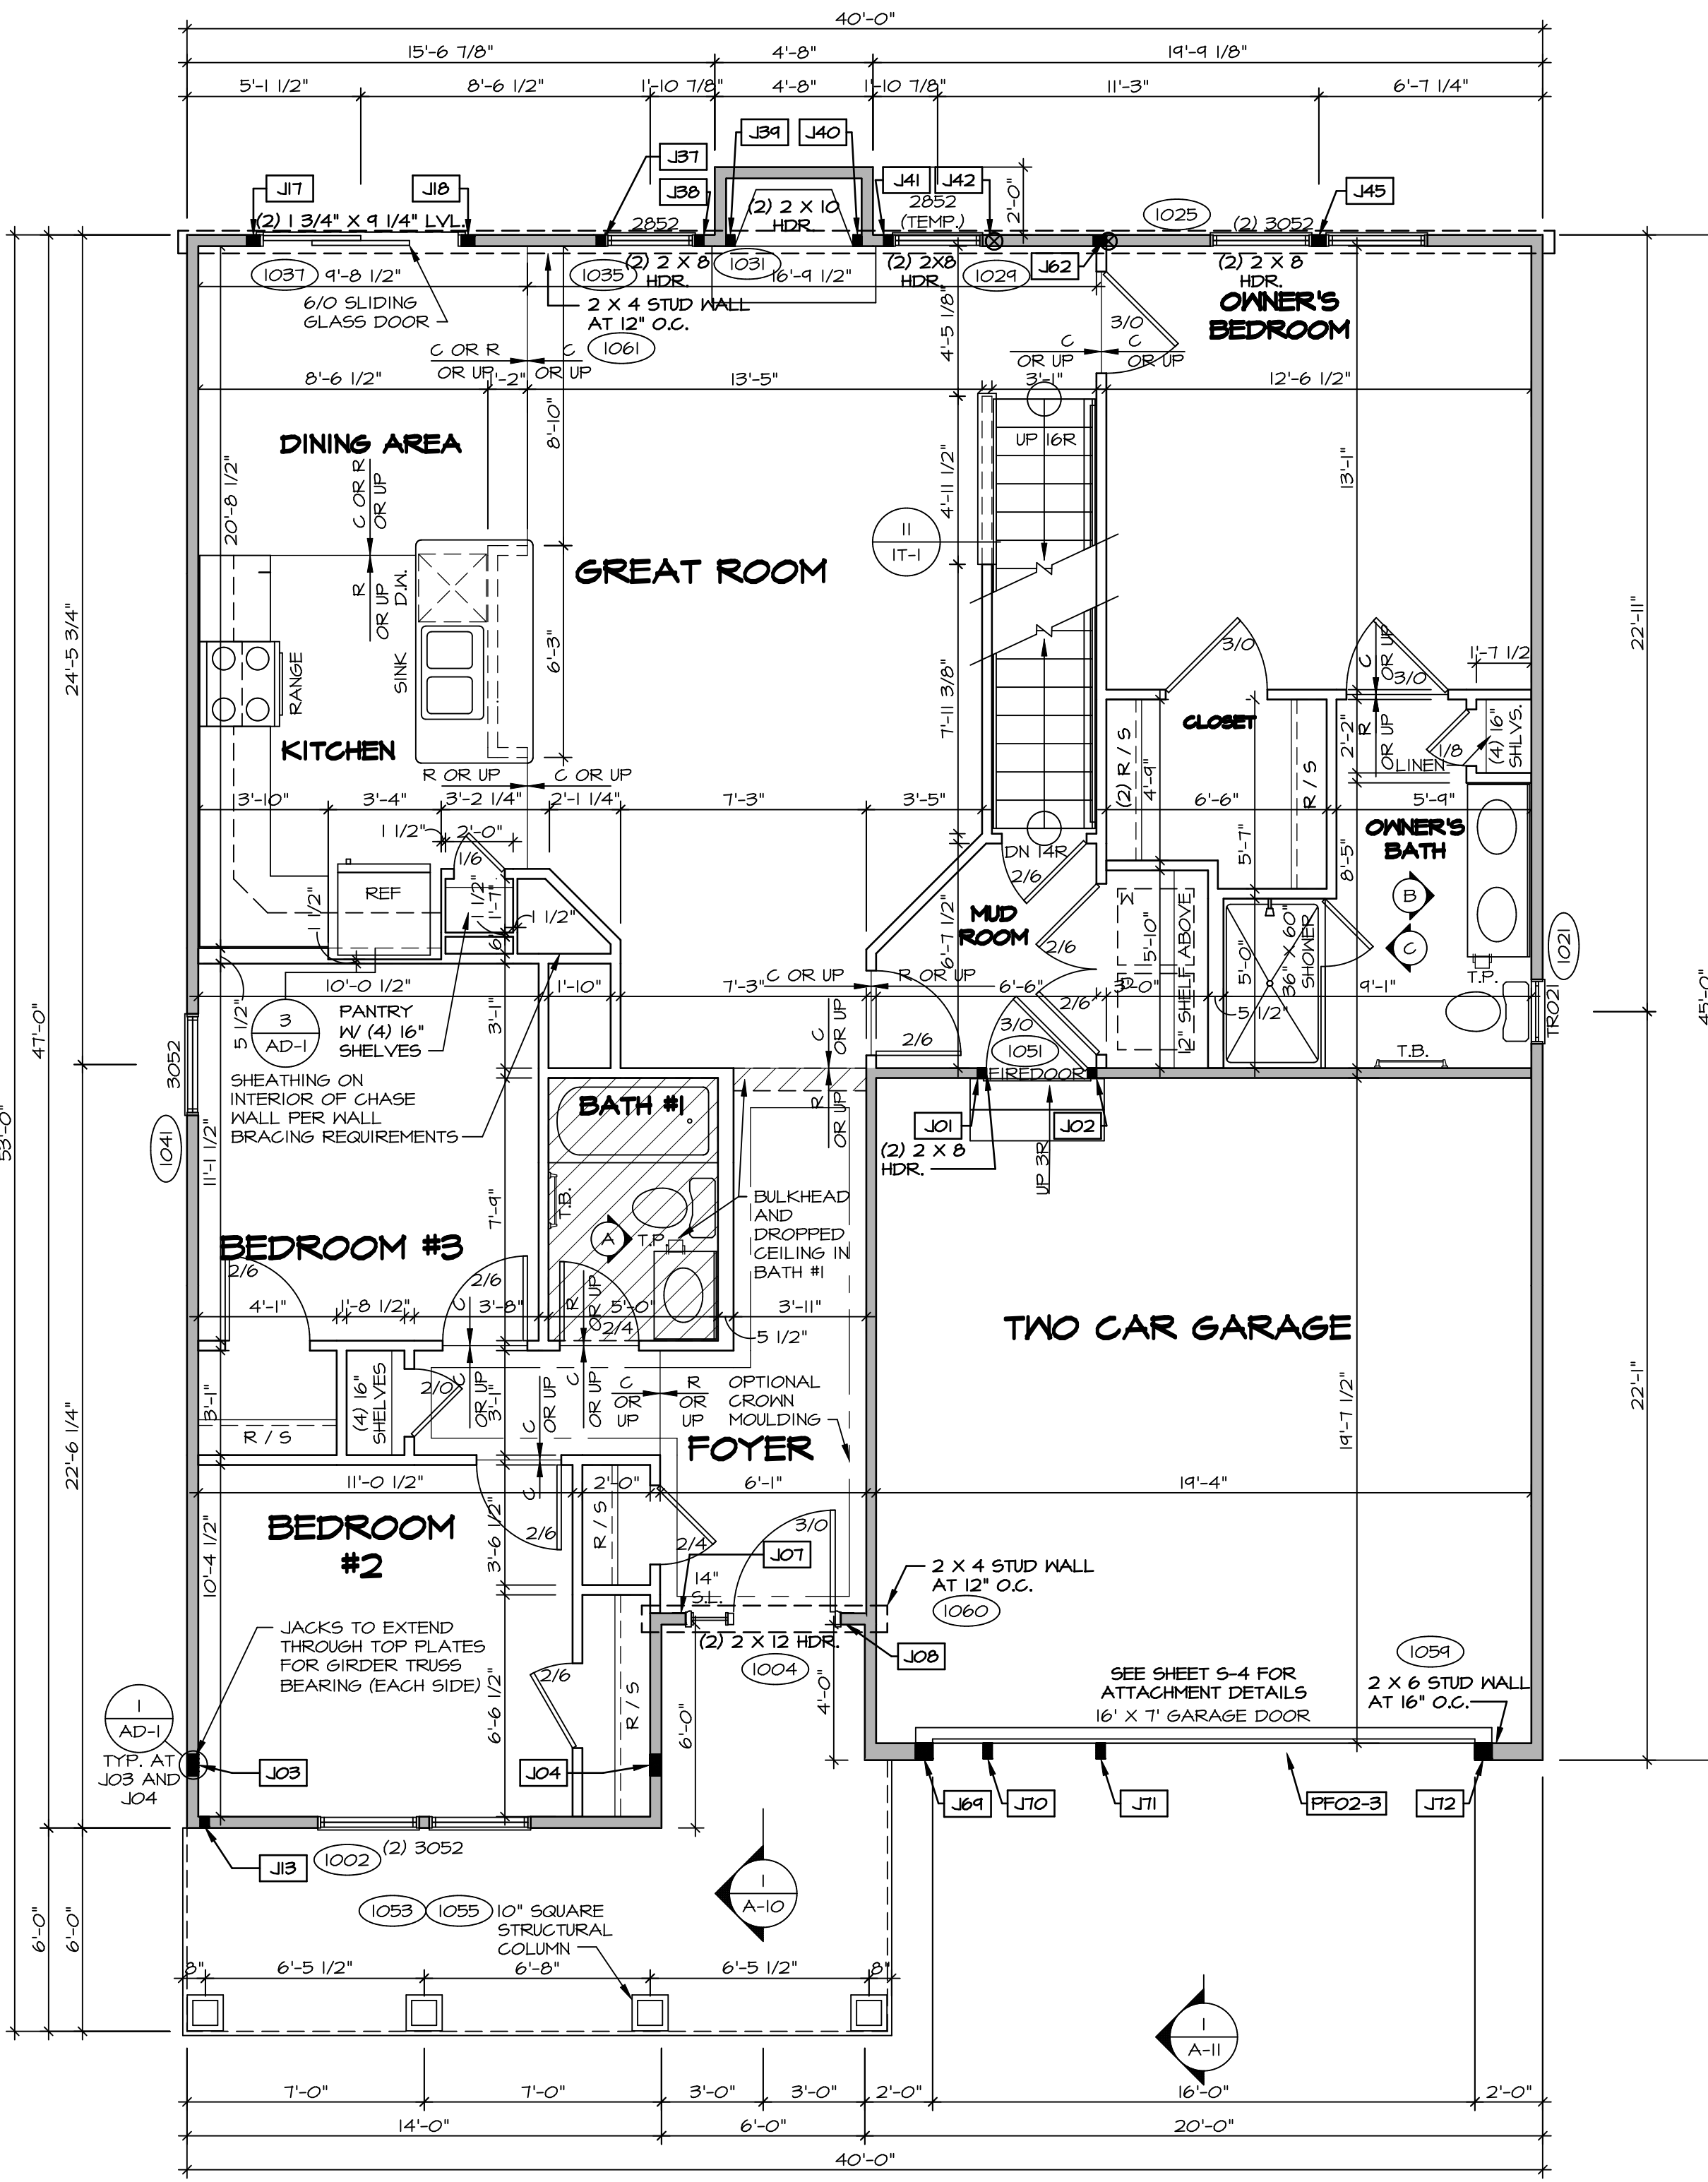 40'-0"
15'-6 7/8"
4'-8"
19'-9 1/8"
5'-1 1/2"
8'-6 1/2"
1'-10 7/8"
4'-8"
1'-10 7/8"
11'-3"
6'-7 1/4"
J39
J40
J37
J17
J18
J38
J41
J42
J45
(2) 1 3/4" X 9 1/4" LVL.
2852
(2) 2 X 10
HDR.
2852
(TEMP.)
2'-0"
1025
(2) 3052
1037
9'-8 1/2"
1035
(2) 2 X 8
HDR.
1031
16'-9 1/2"
(2) 2X8
HDR.
1029
J62
(2) 2 X 8
HDR.
6/0 SLIDING
GLASS DOOR
2 X 4 STUD WALL
AT 12" O.C.
1061
4'-5 1/8"
3/0
OWNER'S
BEDROOM
C OR R
OR UP
C
OR UP
C
OR UP
C
OR UP
8'-6 1/2"
1'-2"
13'-5"
3'-1"
12'-6 1/2"
8'-10"
DINING AREA
20'-8 1/2"
C OR R
OR UP
R
OR UP
UP 16R
4'-11 1/2"
13'-1"
11
1T-1
GREAT ROOM
D.W.
SINK
6'-3"
RANGE
KITCHEN
24'-5 3/4"
47'-0"
53'-0"
22'-11"
7'-11 3/8"
3/0
C
OR UP
3/0
1'-7 1/2
CLOSET
R
OR UP
2'-2"
1/8
LINEN
(4) 16"
SHLVS.
(2) R / S
4'-9"
R / S
R OR UP
C OR UP
3'-10"
3'-4"
3'-2 1/4"
2'-1 1/4"
7'-3"
3'-5"
6'-6"
5'-9"
1 1/2"
2'-0"
1/6
REF
1 1/2"
1 1/2"
1'-7"
1 1/2"
6"
DN 14R
2/6
MUD
ROOM
6'-7 1/2"
2/6
W
5'-10"
12" SHELF ABOVE
D
5'-7"
8'-5"
OWNER'S
BATH
B
C
5'-0"
36" X 60"
SHOWER
T.P.
1021
TR021
45'-0"
10'-0 1/2"
1'-10"
7'-3"
C OR UP
R OR UP
6'-6"
3'-0"
9'-1"
5 1/2"
5 1/2"
3
AD-1
PANTRY
W/ (4) 16"
SHELVES
3'-1"
C
OR UP
2/6
3/0
1051
FIREDOOR
2/6
T.B.
3052
1041
SHEATHING ON
INTERIOR OF CHASE
WALL PER WALL
BRACING REQUIREMENTS
11'-1 1/2"
BATH #1
R
OR UP
J01
J02
(2) 2 X 8
HDR.
UP 3R
7'-9"
T.B.
A
T.P.
BULKHEAD
AND
DROPPED
CEILING IN
BATH #1
BEDROOM #3
2/6
2/6
4'-1"
1'-8 1/2"
3'-8"
5'-0"
3'-11"
C
OR UP
R
OR UP
2/4
5 1/2"
TWO CAR GARAGE
22'-1"
22'-6 1/4"
3'-1"
R / S
(4) 16"
SHELVES
2/0
3'-1"
C
OR UP
C
OR UP
C
C
OR UP
R
OR UP
OPTIONAL
CROWN
MOULDING
FOYER
19'-7 1/2"
11'-0 1/2"
2'-0"
6'-1"
19'-4"
BEDROOM
#2
10'-4 1/2"
2/6
3'-6 1/2"
R / S
2/4
3/0
J07
14"
S.L.
2 X 4 STUD WALL
AT 12" O.C.
1060
JACKS TO EXTEND
THROUGH TOP PLATES
FOR GIRDER TRUSS
BEARING (EACH SIDE)
(2) 2 X 12 HDR.
1004
J08
2/6
6'-6 1/2"
R / S
6'-0"
4'-0"
1059
SEE SHEET S-4 FOR
ATTACHMENT DETAILS
16' X 7' GARAGE DOOR
2 X 6 STUD WALL
AT 16" O.C.
1
AD-1
TYP. AT
J03 AND
J04
J03
J04
J69
J70
J71
PF02-3
J72
J13
1002
(2) 3052
1053
1055
10" SQUARE
STRUCTURAL
COLUMN
1
A-10
6'-0"
6'-0"
8"
6'-5 1/2"
6'-8"
6'-5 1/2"
8"
1
A-11
7'-0"
7'-0"
3'-0"
3'-0"
2'-0"
16'-0"
2'-0"
14'-0"
6'-0"
20'-0"
40'-0"